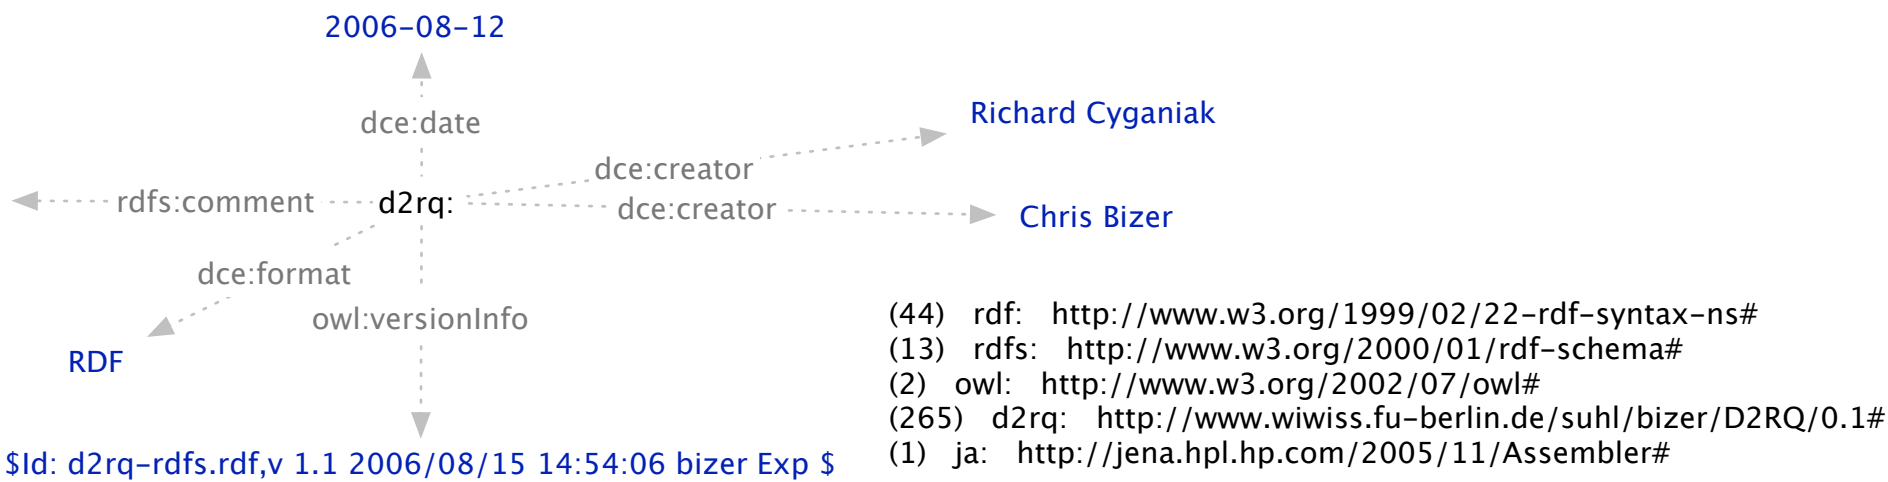 2006-08-12
dce:date
Richard Cyganiak
dce:creator
rdfs:comment
d2rq:
dce:creator
Chris Bizer
dce:format
owl:versionInfo
RDF
$Id: d2rq-rdfs.rdf,v 1.1 2006/08/15 14:54:06 bizer Exp $
(44) rdf: http://www.w3.org/1999/02/22-rdf-syntax-ns#
(13) rdfs: http://www.w3.org/2000/01/rdf-schema#
(2) owl: http://www.w3.org/2002/07/owl#
(265) d2rq: http://www.wiwiss.fu-berlin.de/suhl/bizer/D2RQ/0.1#
(1) ja: http://jena.hpl.hp.com/2005/11/Assembler#